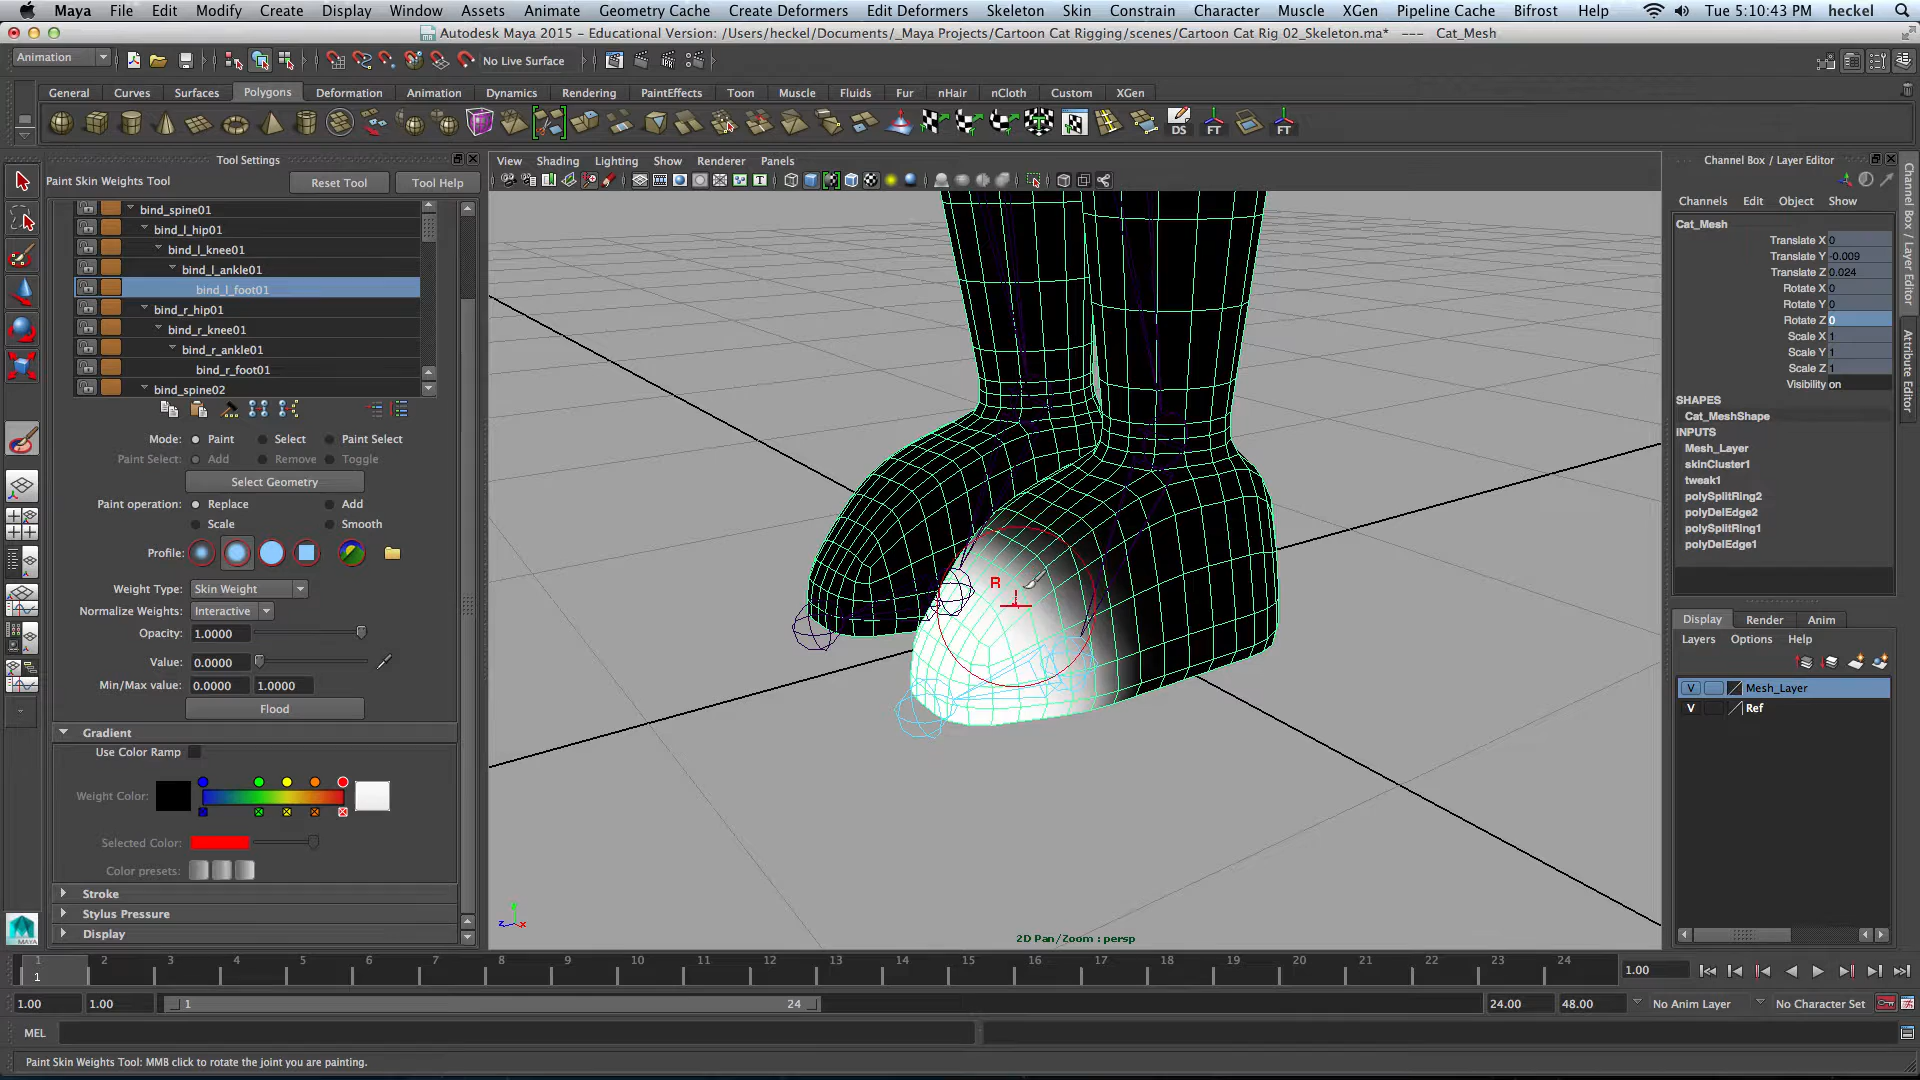 Maya File Edit Modify Create Display Window Assets Animate Geometry Cache Create Deformers Edit Deformers Skeleton Skin Constrain Character Muscle XGen Pipeline Cache Bifrost Help Tue 5:10:43 PM heckel
Autodesk Maya 2015 - Educational Version: /Users/heckel/Documents/_Maya Projects/Cartoon Cat Rigging/scenes/Cartoon Cat Rig 02_Skeleton.ma* --- Cat_Mesh
Animation No Live Surface
General Curves Surfaces Polygons Deformation Animation Dynamics Rendering PaintEffects Toon Muscle Fluids Fur nHair nCloth Custom XGen
DS FT FT
Tool Settings
Paint Skin Weights Tool Reset Tool Tool Help
bind_spine01
bind_l_hip01
bind_l_knee01
bind_l_ankle01
bind_l_foot01
bind_r_hip01
bind_r_knee01
bind_r_ankle01
bind_r_foot01
bind_spine02
Mode: Paint Select Paint Select
Paint Select: Add Remove Toggle
Select Geometry
Paint operation: Replace Add
Scale Smooth
Profile:
Weight Type: Skin Weight
Normalize Weights: Interactive
Opacity: 1.0000
Value: 0.0000
Min/Max value: 0.0000 1.0000
Flood
Gradient
Use Color Ramp
Weight Color:
Selected Color:
Color presets:
Stroke
Stylus Pressure
Display
MAYA
View Shading Lighting Show Renderer Panels
R
z x
2D Pan/Zoom : persp
Channel Box / Layer Editor
Channels Edit Object Show
Cat_Mesh
Translate X 0
Translate Y -0.009
Translate Z 0.024
Rotate X 0
Rotate Y 0
Rotate Z 0
Scale X 1
Scale Y 1
Scale Z 1
Visibility on
SHAPES
Cat_MeshShape
INPUTS
Mesh_Layer
skinCluster1
tweak1
polySplitRing2
polyDelEdge2
polySplitRing1
polyDelEdge1
Display Render Anim
Layers Options Help
V Mesh_Layer
V Ref
Channel Box / Layer Editor
Attribute Editor
1 2 3 4 5 6 7 8 9 10 11 12 13 14 15 16 17 18 19 20 21 22 23 24
1 1.00
1.00 1.00 1 24 24.00 48.00 No Anim Layer No Character Set
MEL
Paint Skin Weights Tool: MMB click to rotate the joint you are painting.